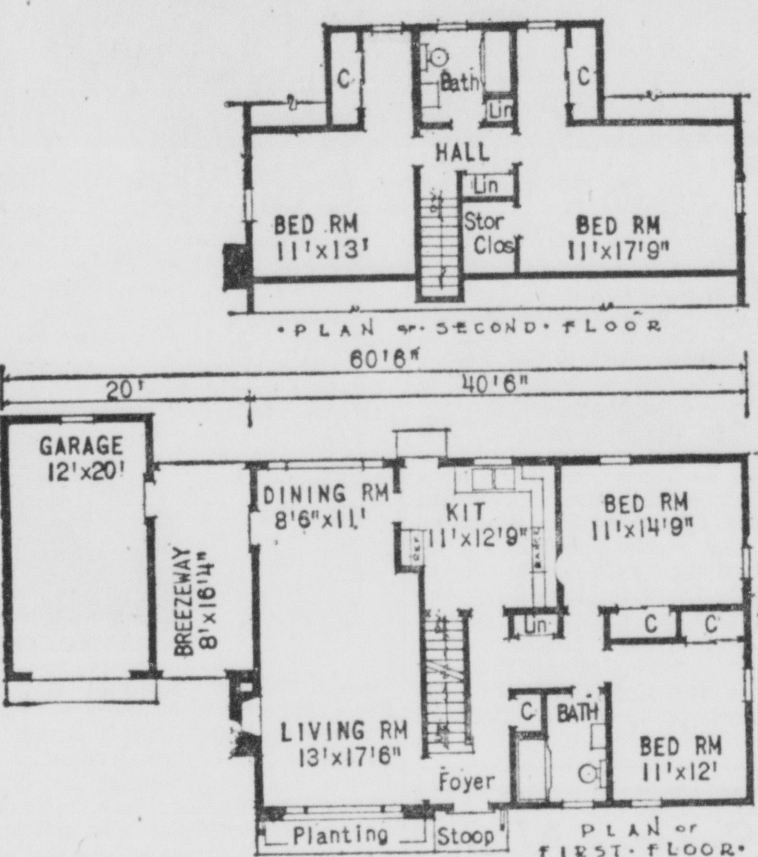 C
Bath
C
Lin
HALL
Lin
BED RM
11'x13'
Stor
Clos
BED RM
11'x17'9"
• PLAN OF • SECOND • FLOOR
60'6"
20'
40'6"
GARAGE
12'x20'
DINING RM
8'6"x11'
KIT
11'x12'9"
REF
RANGE
BED RM
11'x14'9"
BREEZEWAY
8'x16'4"
Lin
C
C
LIVING RM
13'x17'6"
C
BATH
BED RM
11'x12'
Foyer
Planting
Stoop
PLAN OF
FIRST • FLOOR •